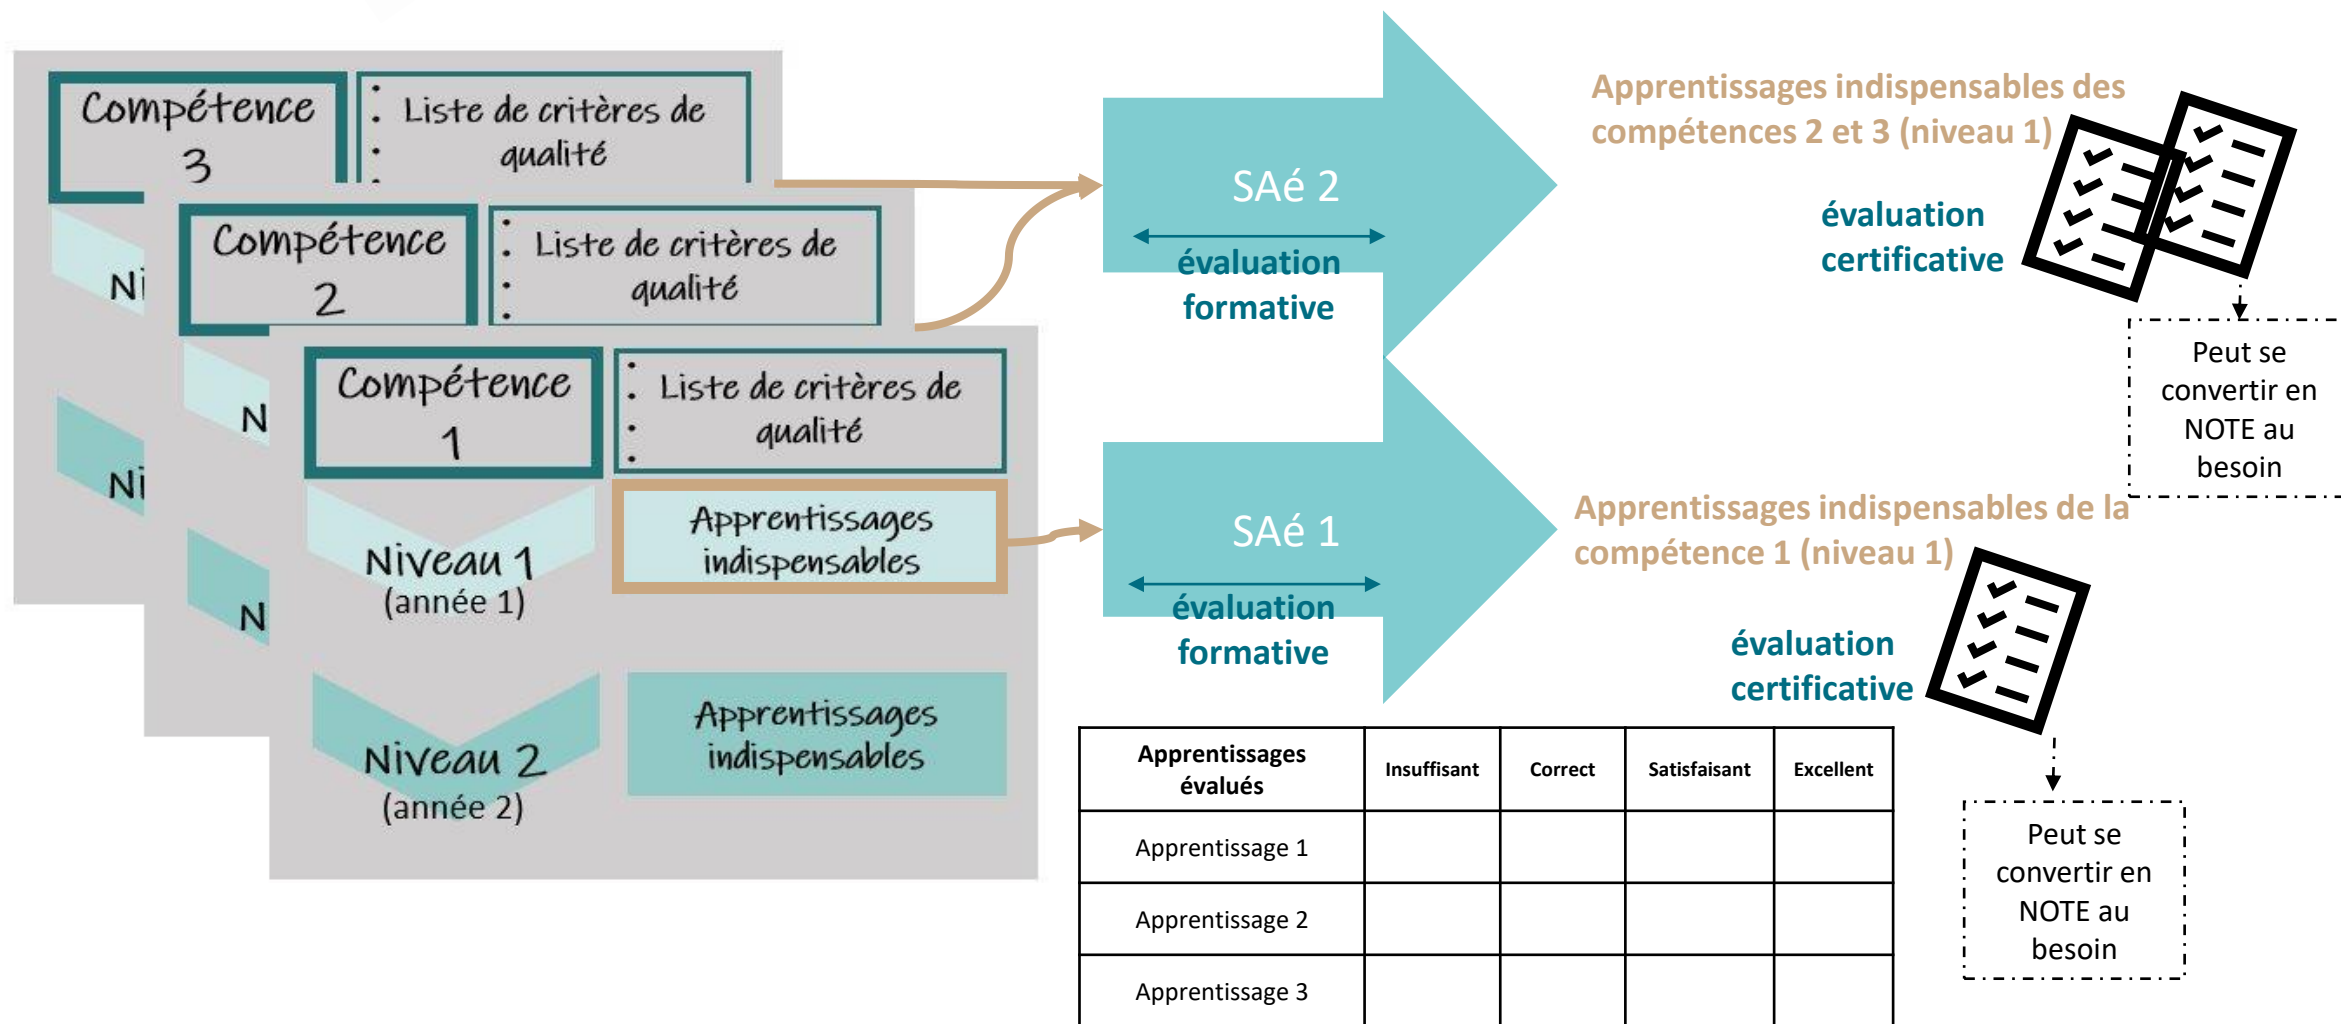 Compétence
3
Liste de critères de
qualité
Ni
Ni
Compétence
2
Liste de critères de
qualité
N
N
Compétence
1
Liste de critères de
qualité
Niveau 1
(année 1)
Apprentissages
indispensables
Niveau 2
(année 2)
Apprentissages
indispensables
SAé 2
évaluation
formative
Apprentissages indispensables des
compétences 2 et 3 (niveau 1)
évaluation
certificative
Peut se
convertir en
NOTE au
besoin
SAé 1
évaluation
formative
Apprentissages indispensables de la
compétence 1 (niveau 1)
évaluation
certificative
Peut se
convertir en
NOTE au
besoin
Apprentissages
évalués
Insuffisant
Correct
Satisfaisant
Excellent
Apprentissage 1
Apprentissage 2
Apprentissage 3